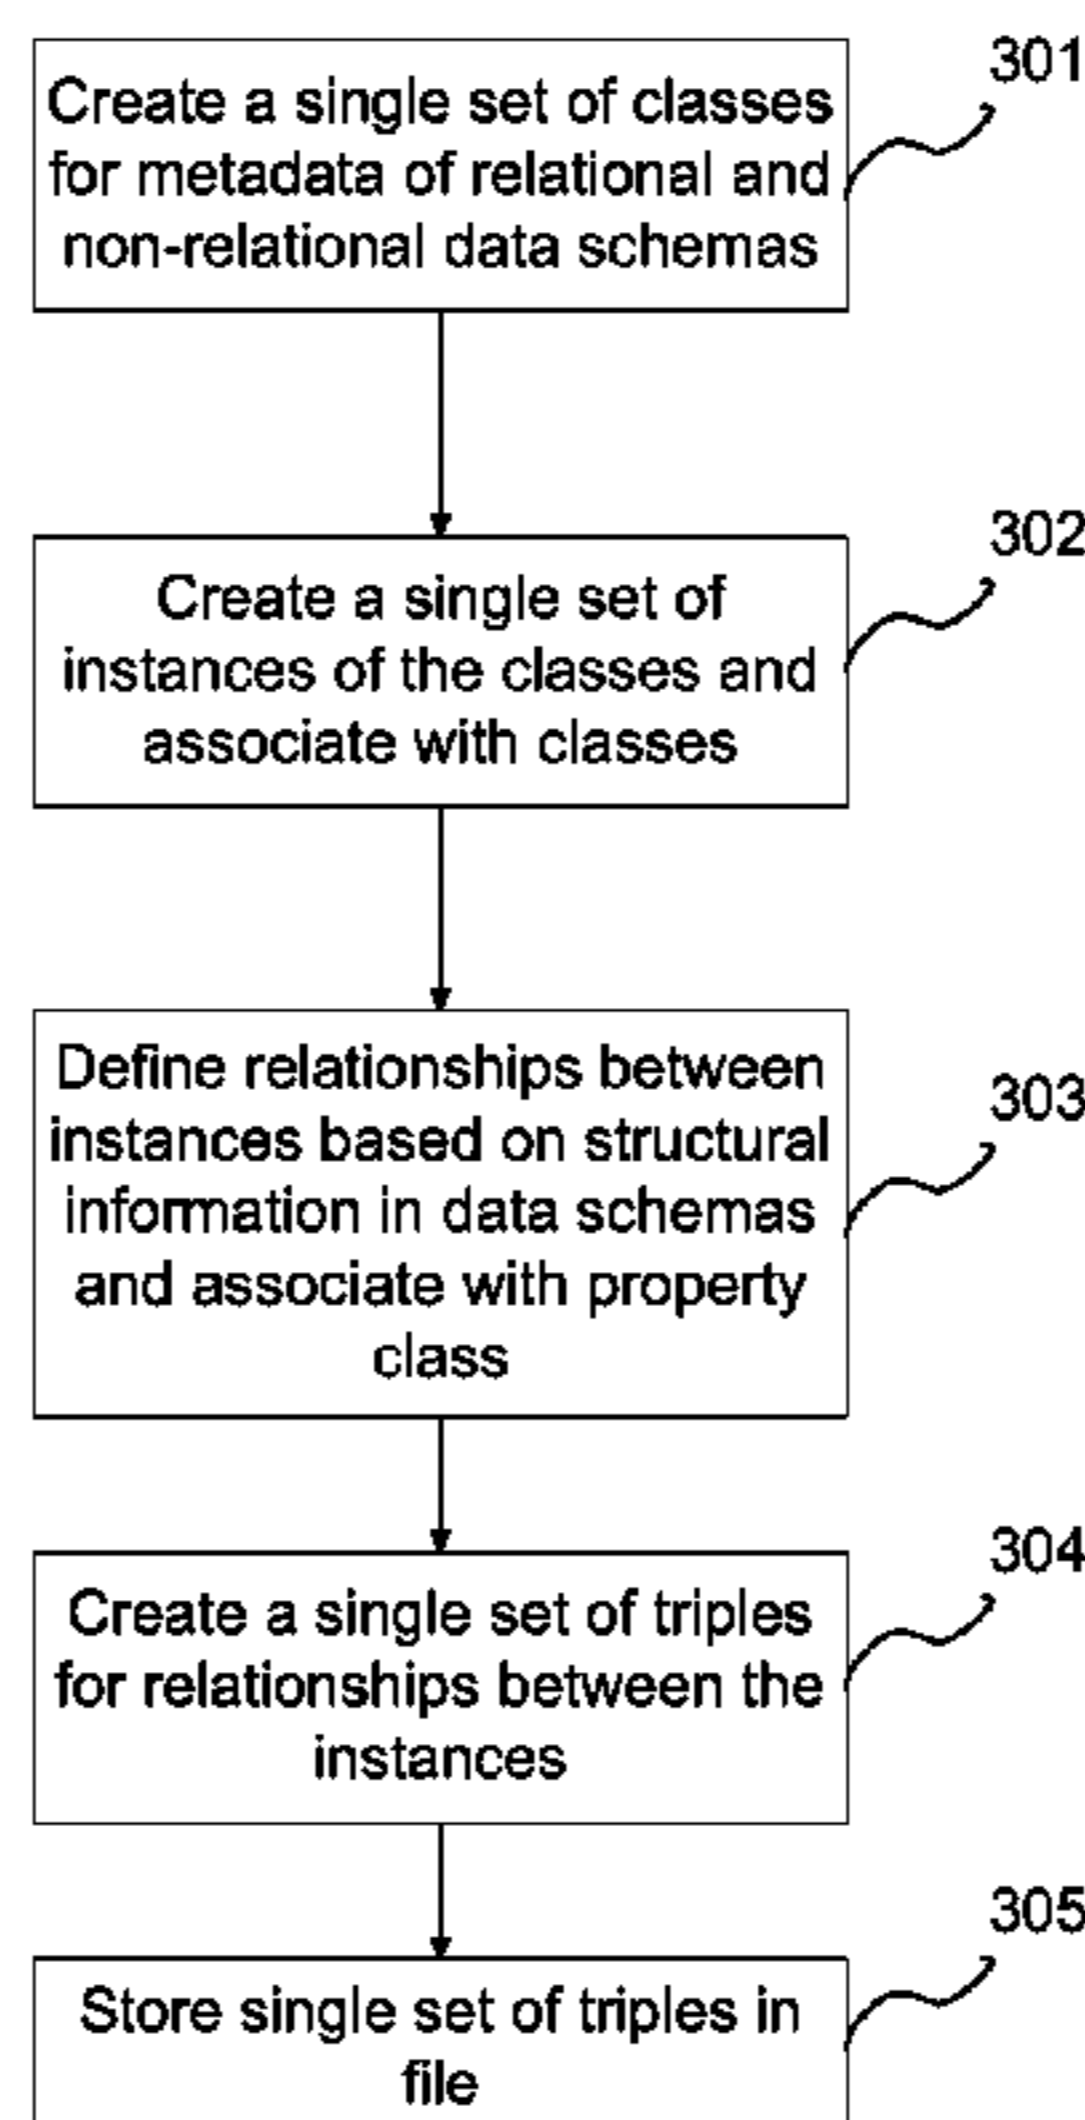 301
Create a single set of classes
for metadata of relational and
non-relational data schemas
302
Create a single set of
instances of the classes and
associate with classes
303
Define relationships between
instances based on structural
information in data schemas
and associate with property
class
304
Create a single set of triples
for relationships between the
instances
305
Store single set of triples in
file